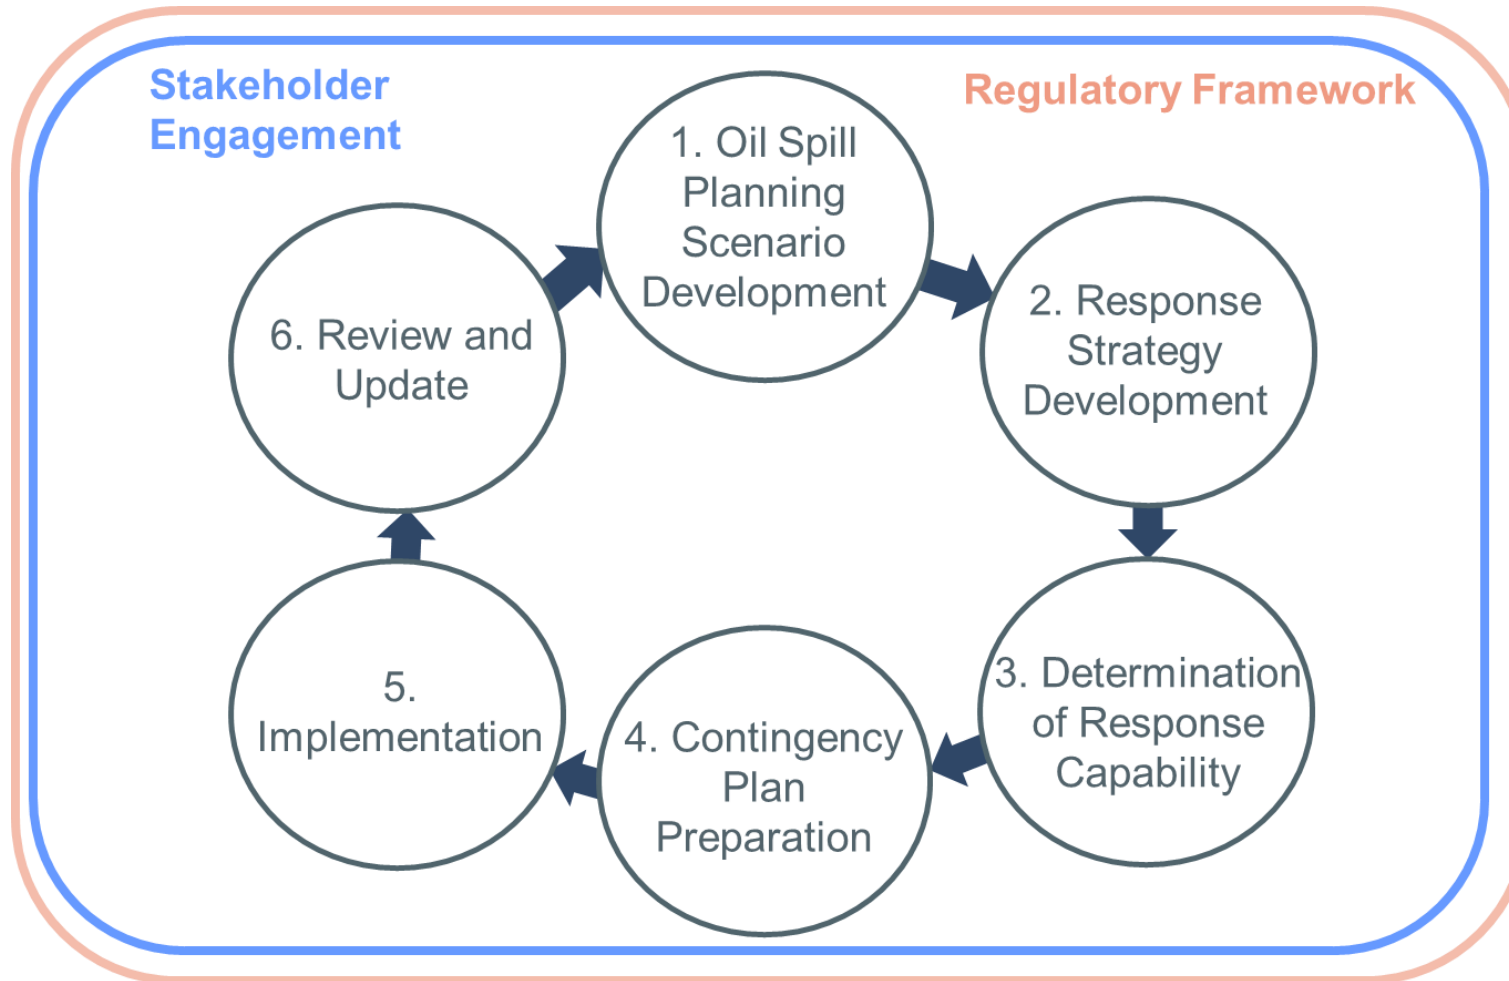 Stakeholder
Engagement
Regulatory Framework
1. Oil Spill
Planning
Scenario
Development
2. Response
Strategy
Development
3. Determination
of Response
Capability
4. Contingency
Plan
Preparation
5.
Implementation
6. Review and
Update